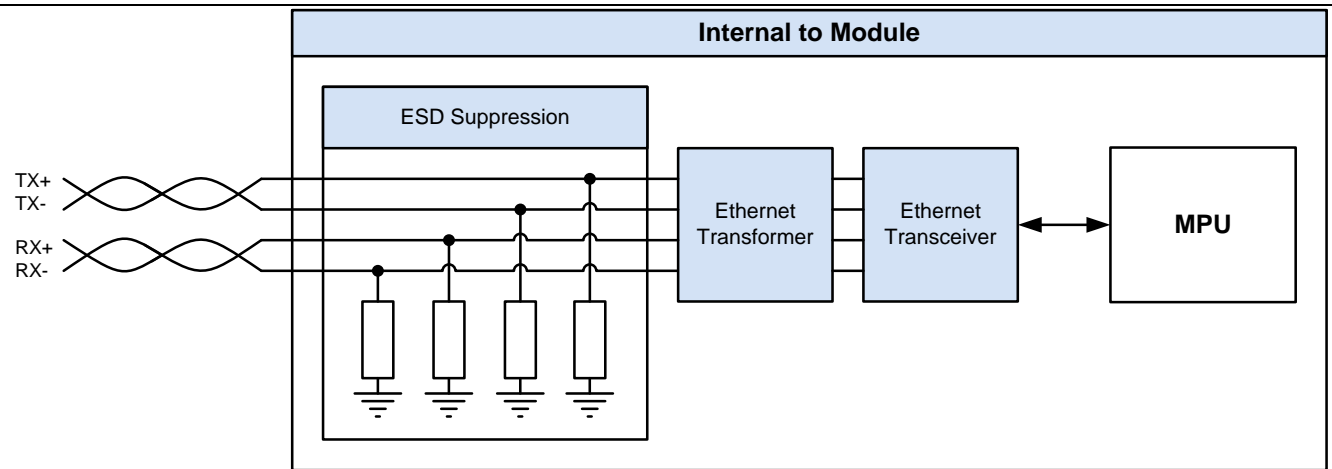 Internal to Module
ESD Suppression
TX+
TX-
RX+
RX-
Ethernet
Transformer
Ethernet
Transceiver
MPU